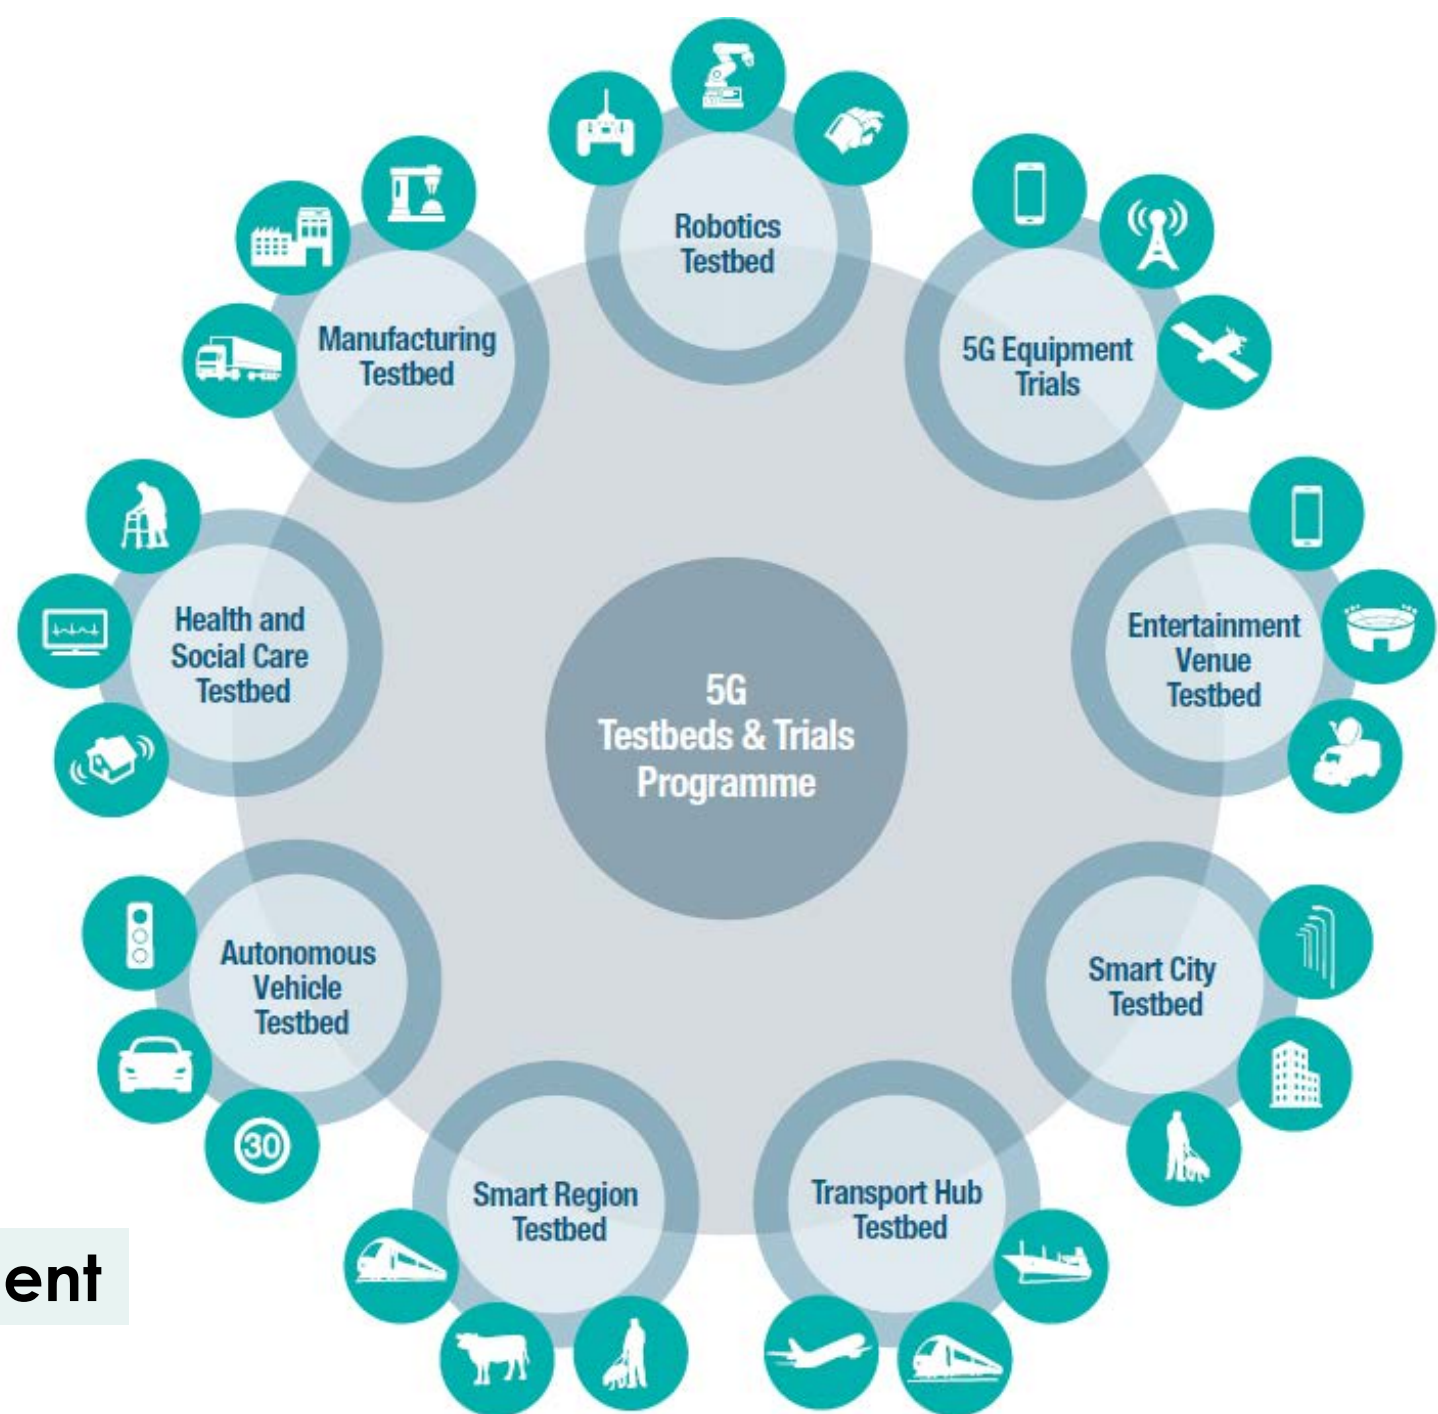 Robotics
Testbed
5G Equipment
Trials
Manufacturing
Testbed
Health and
Social Care
Testbed
Entertainment
Venue
Testbed
5G
Testbeds & Trials
Programme
Autonomous
Vehicle
Testbed
30
Smart City
Testbed
Smart Region
Testbed
Transport Hub
Testbed
ent